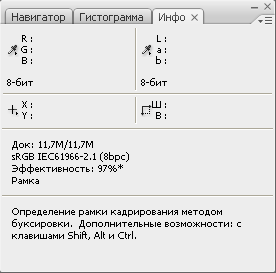 Навигатор Гистограмма Инфо ×
R : L :
G : a :
B : b :
8-бит 8-бит
X : Ш :
Y : В :
Док: 11,7M/11,7M
sRGB IEC61966-2.1 (8bpc)
Эффективность: 97%*
Рамка
Определение рамки кадрирования методом
буксировки. Дополнительные возможности: с
клавишами Shift, Alt и Ctrl.